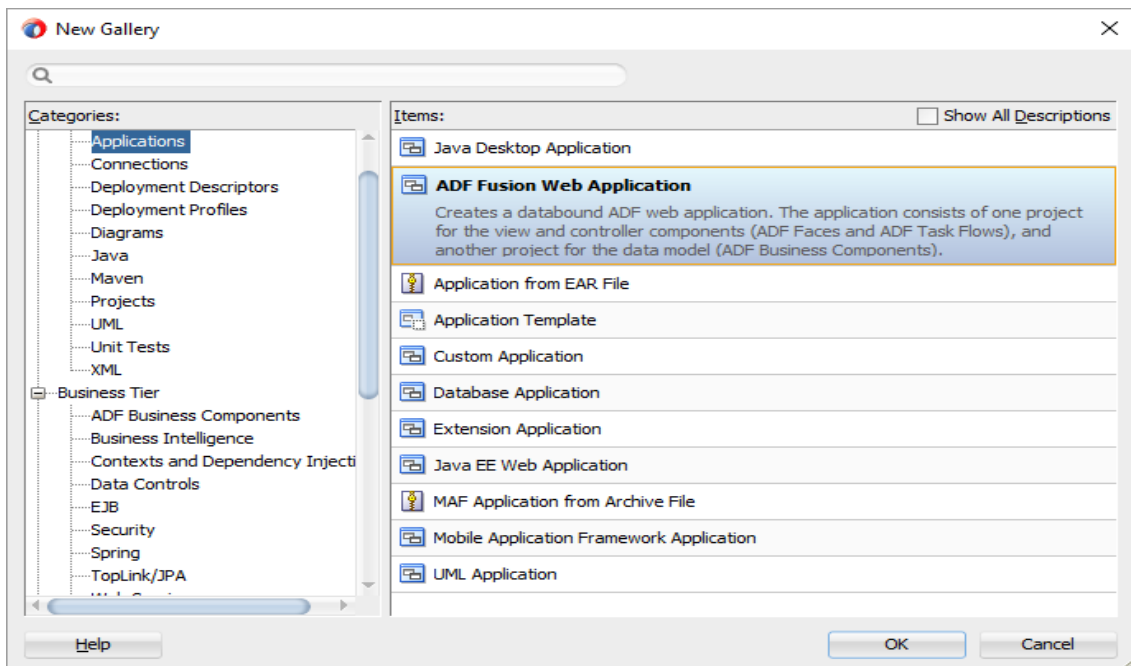 New Gallery
Categories:
Applications
Connections
Deployment Descriptors
Deployment Profiles
Diagrams
Java
Maven
Projects
UML
Unit Tests
XML
Business Tier
ADF Business Components
Business Intelligence
Contexts and Dependency Injecti
Data Controls
EJB
Security
Spring
TopLink/JPA
Items:
Show All Descriptions
Java Desktop Application
ADF Fusion Web Application
Creates a databound ADF web application. The application consists of one project
for the view and controller components (ADF Faces and ADF Task Flows), and
another project for the data model (ADF Business Components).
Application from EAR File
Application Template
Custom Application
Database Application
Extension Application
Java EE Web Application
MAF Application from Archive File
Mobile Application Framework Application
UML Application
Help
OK
Cancel